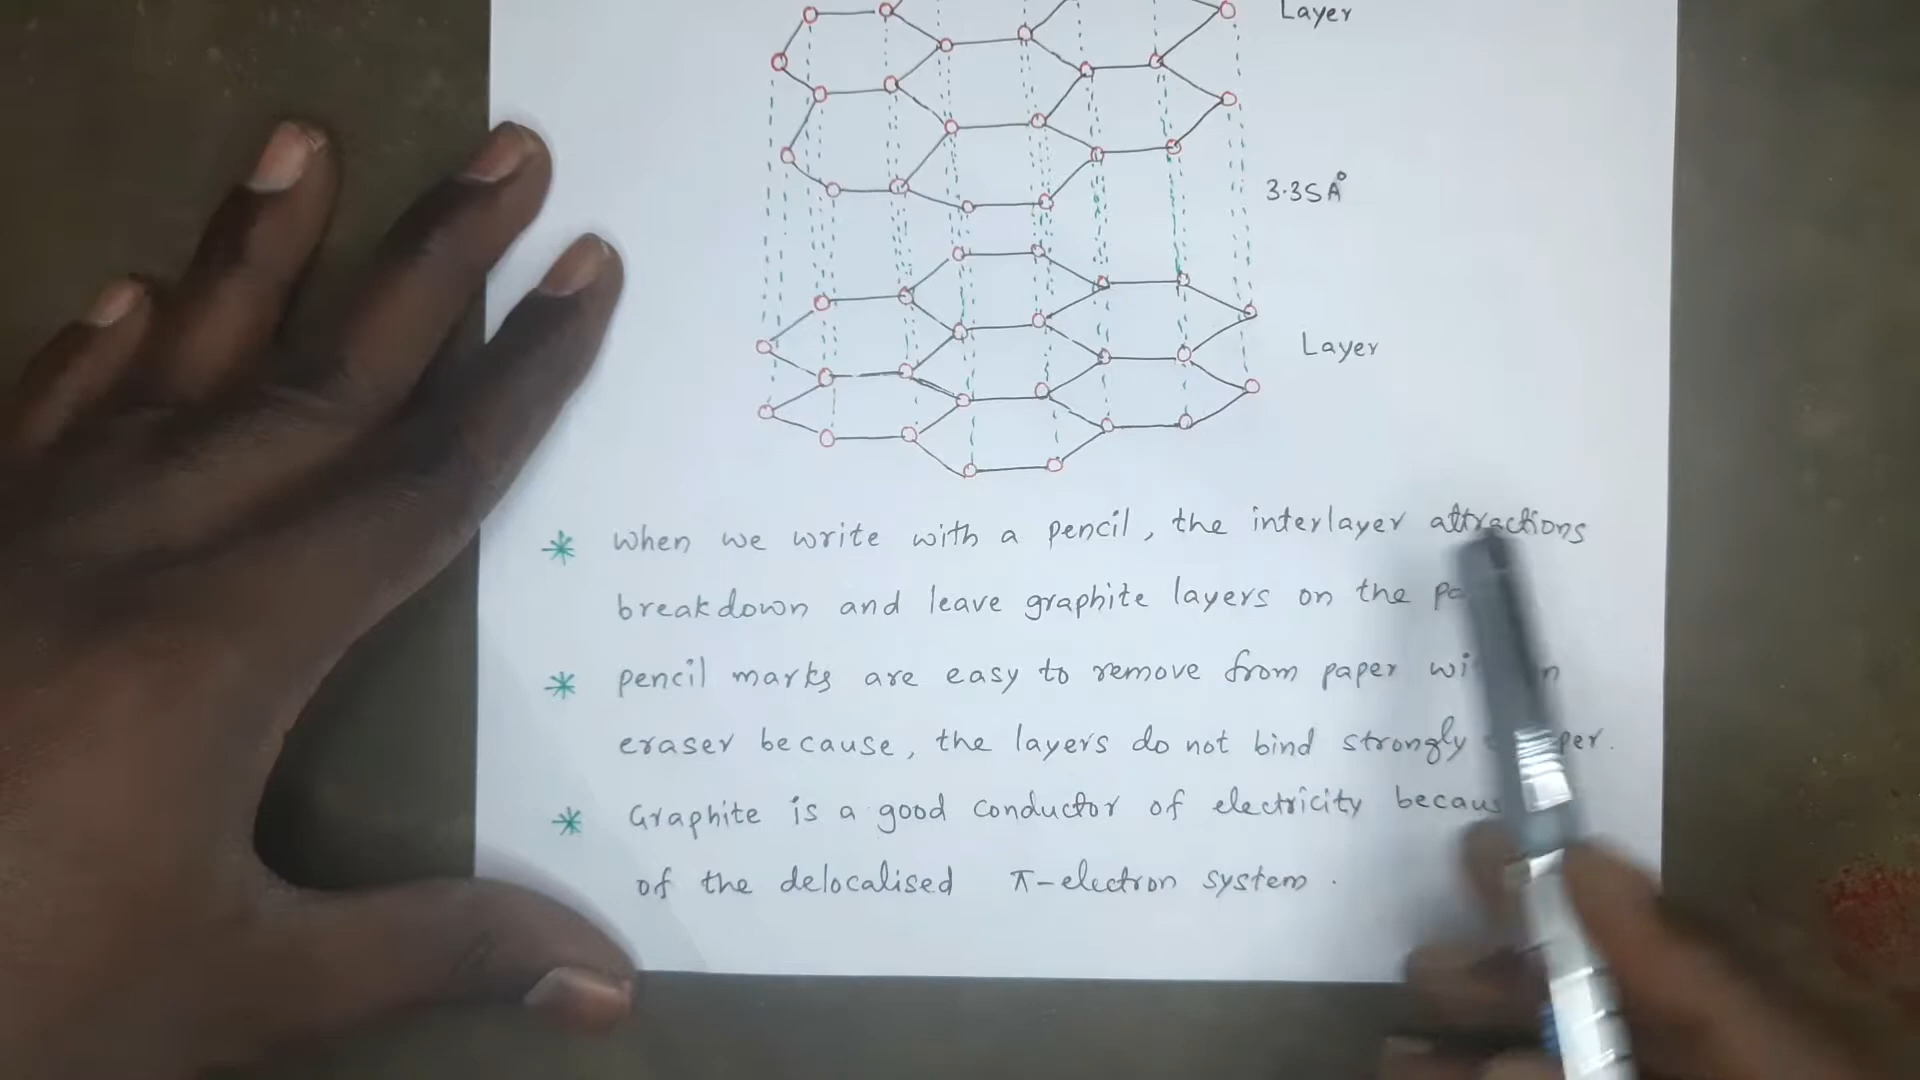 Layer
3.35 A°
Layer
* When we write with a pencil, the interlayer attractions
breakdown and leave graphite layers on the
* pencil marks are easy to remove from paper
eraser because, the layers do not bind strongly
* Graphite is a good conductor of electricity
of the delocalised π-electron system.